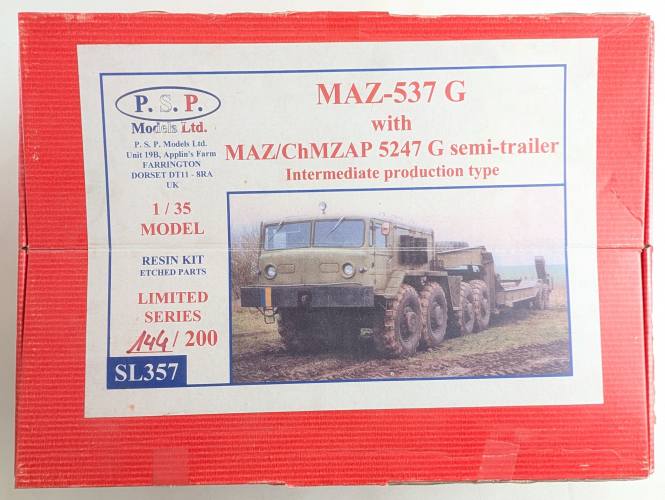 P. S. P.
Models Ltd.
P. S. P. Models Ltd.
Unit 19B, Applin's Farm
FARRINGTON
DORSET DT11 - 8RA
UK
1/35
MODEL
RESIN KIT
ETCHED PARTS
LIMITED
SERIES
144/200
SL357
MAZ-537 G
with
MAZ/ChMZAP 5247 G semi-trailer
Intermediate production type